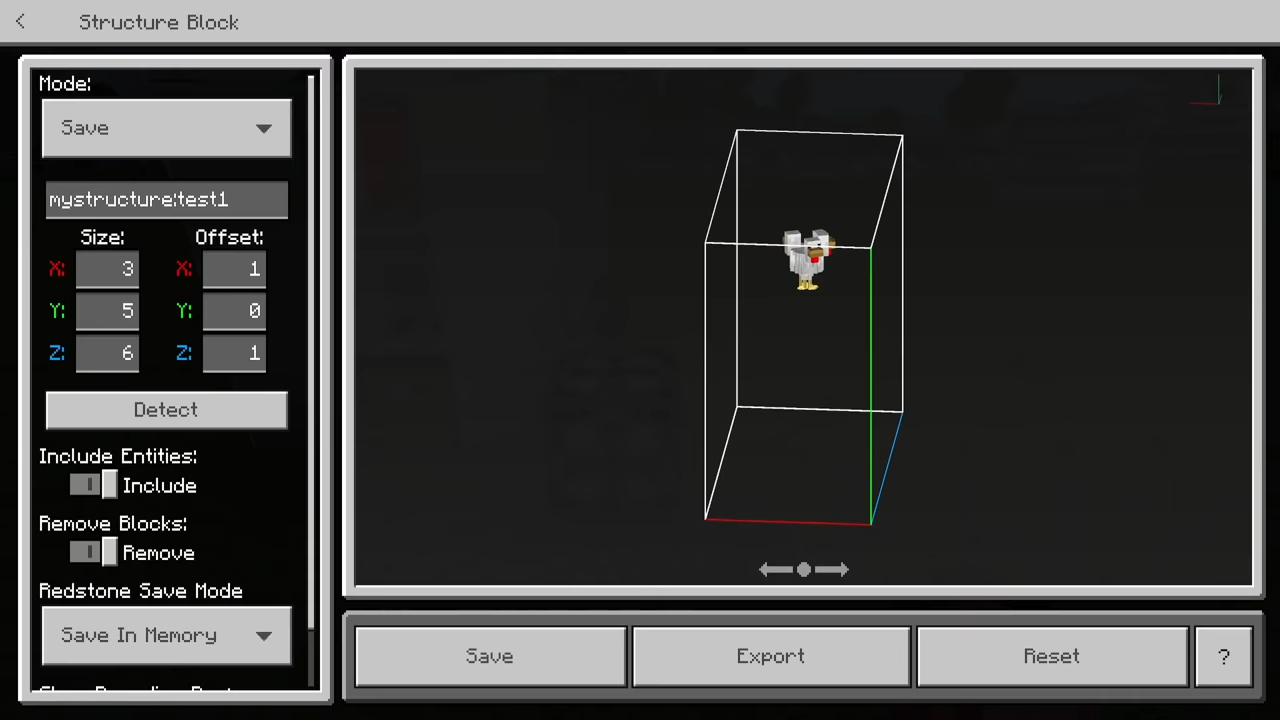 Structure Block
Mode:
Save
mystructure:test1
Size: Offset:
X: 3 X: 1
Y: 5 Y: 0
Z: 6 Z: 1
Detect
Include Entities:
Include
Remove Blocks:
Remove
Redstone Save Mode
Save In Memory
Save Export Reset ?